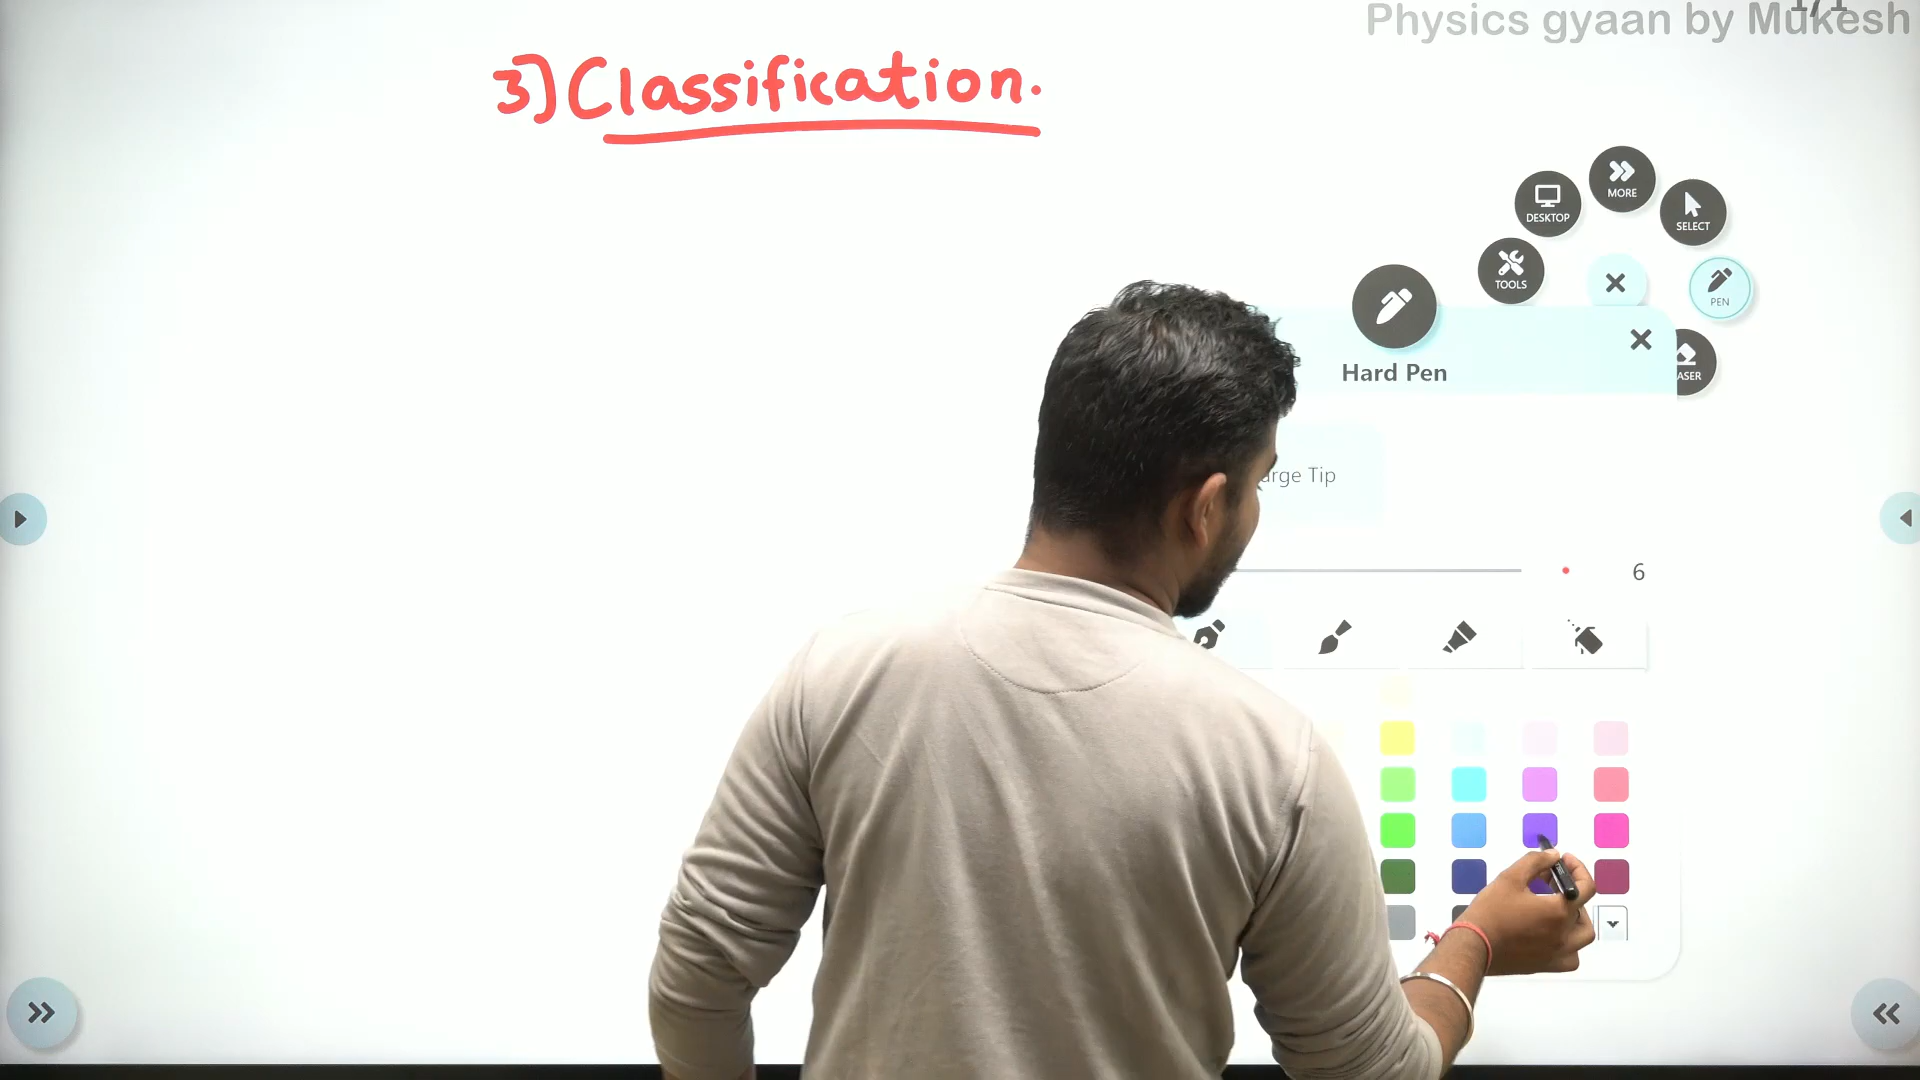 Physics gyaan by Mukesh
3) Classification.
MORE
DESKTOP
SELECT
TOOLS
PEN
Hard Pen
6